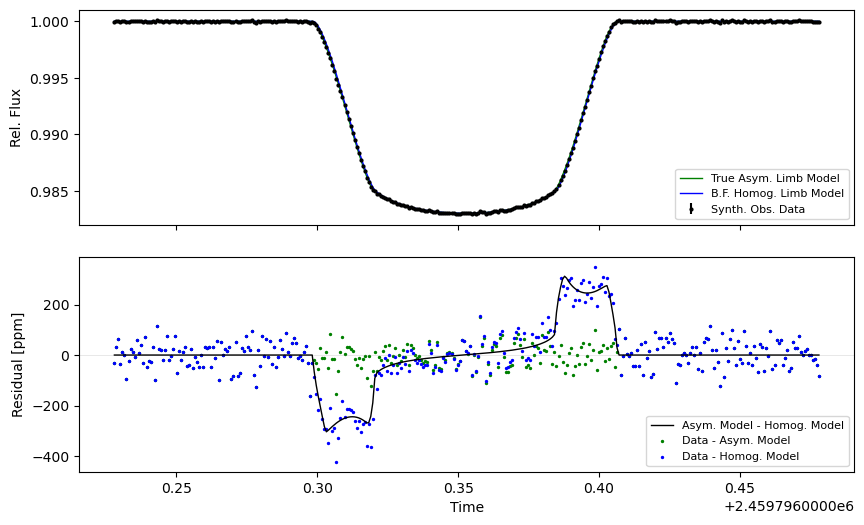 1.000
0.995
0.990
0.985
Rel. Flux
True Asym. Limb Model
B.F. Homog. Limb Model
Synth. Obs. Data
200
0
−200
−400
Residual [ppm]
Asym. Model - Homog. Model
Data - Asym. Model
Data - Homog. Model
0.25
0.30
0.35
0.40
0.45
Time
+2.4597960000e6